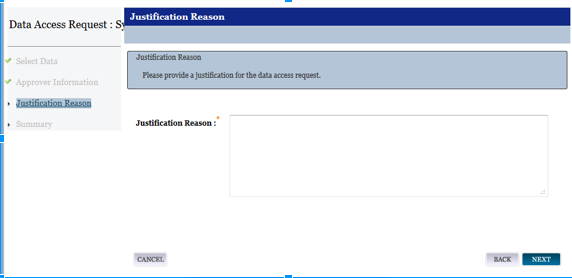 Data Access Request : Sy
Select Data
Approver Information
Justification Reason
Summary
Justification Reason
Justification Reason
Please provide a justification for the data access request.
Justification Reason : *
CANCEL
BACK
NEXT